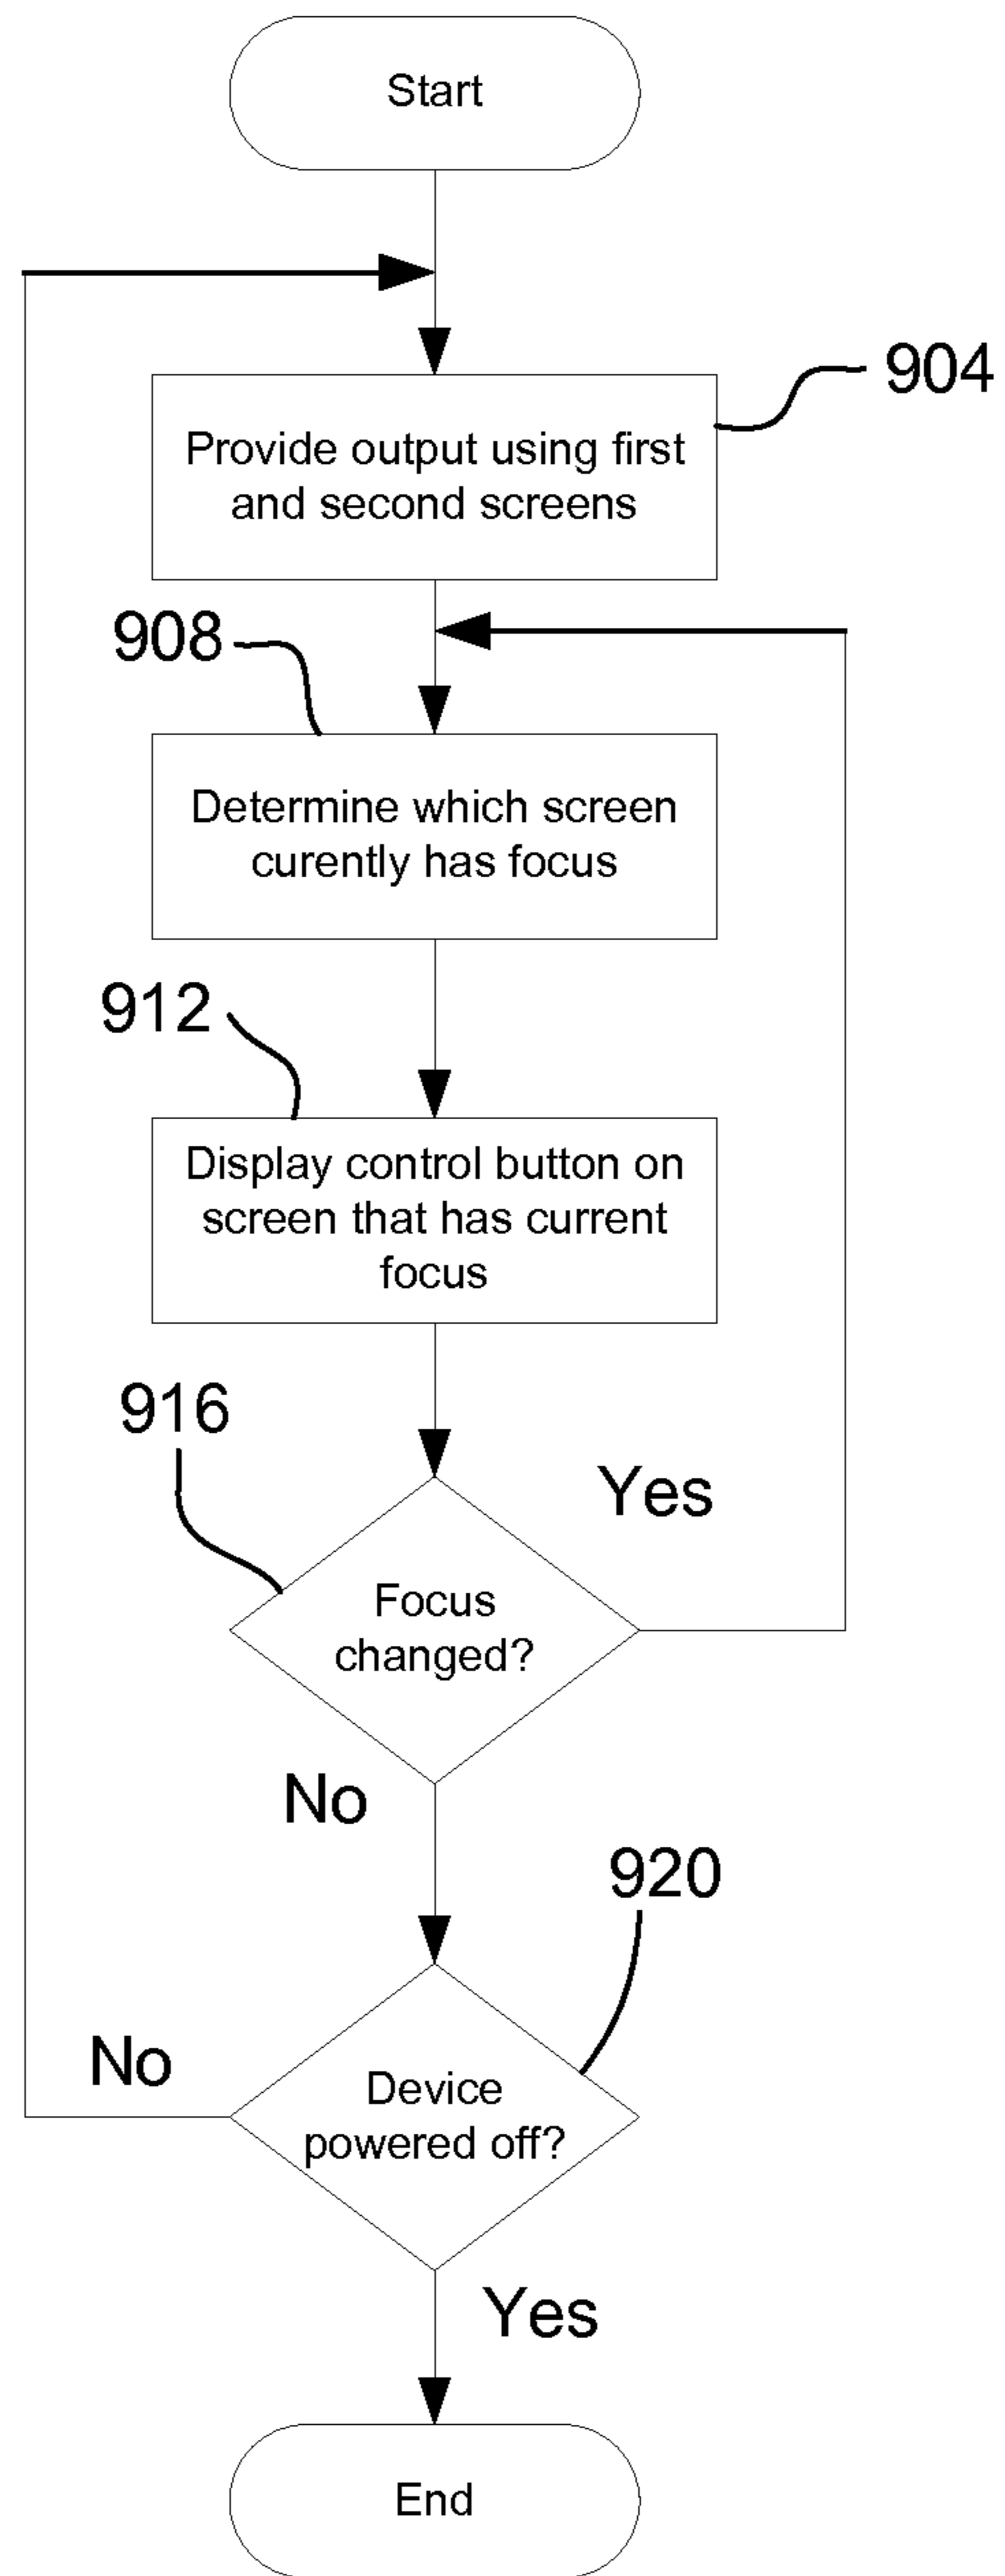 Start
904
Provide output using first
and second screens
908
Determine which screen
curently has focus
912
Display control button on
screen that has current
focus
916
Yes
Focus
changed?
No
920
No
Device
powered off?
Yes
End